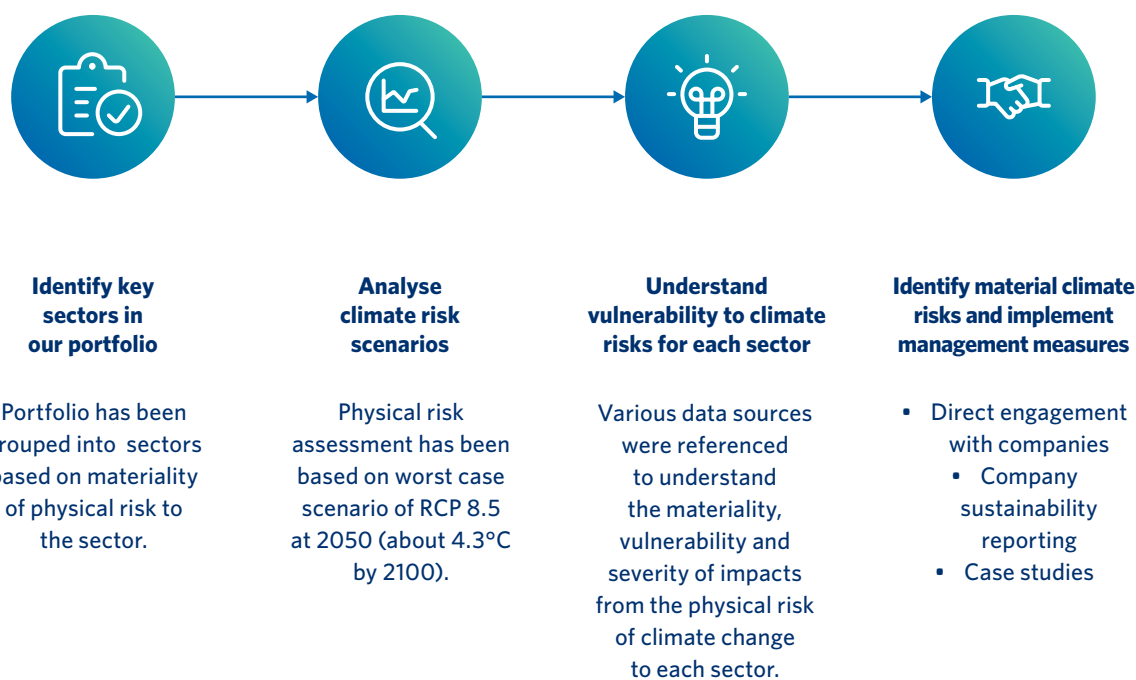 Identify key
sectors in
our portfolio
Portfolio has been
rouped into sectors
ased on materiality
of physical risk to
the sector.
Analyse
climate risk
scenarios
Physical risk
assessment has been
based on worst case
scenario of RCP 8.5
at 2050 (about 4.3°C
by 2100).
Understand
vulnerability to climate
risks for each sector
Various data sources
were referenced
to understand
the materiality,
vulnerability and
severity of impacts
from the physical risk
of climate change
to each sector.
Identify material climate
risks and implement
management measures
▪ Direct engagement
with companies
▪ Company
sustainability
reporting
▪ Case studies